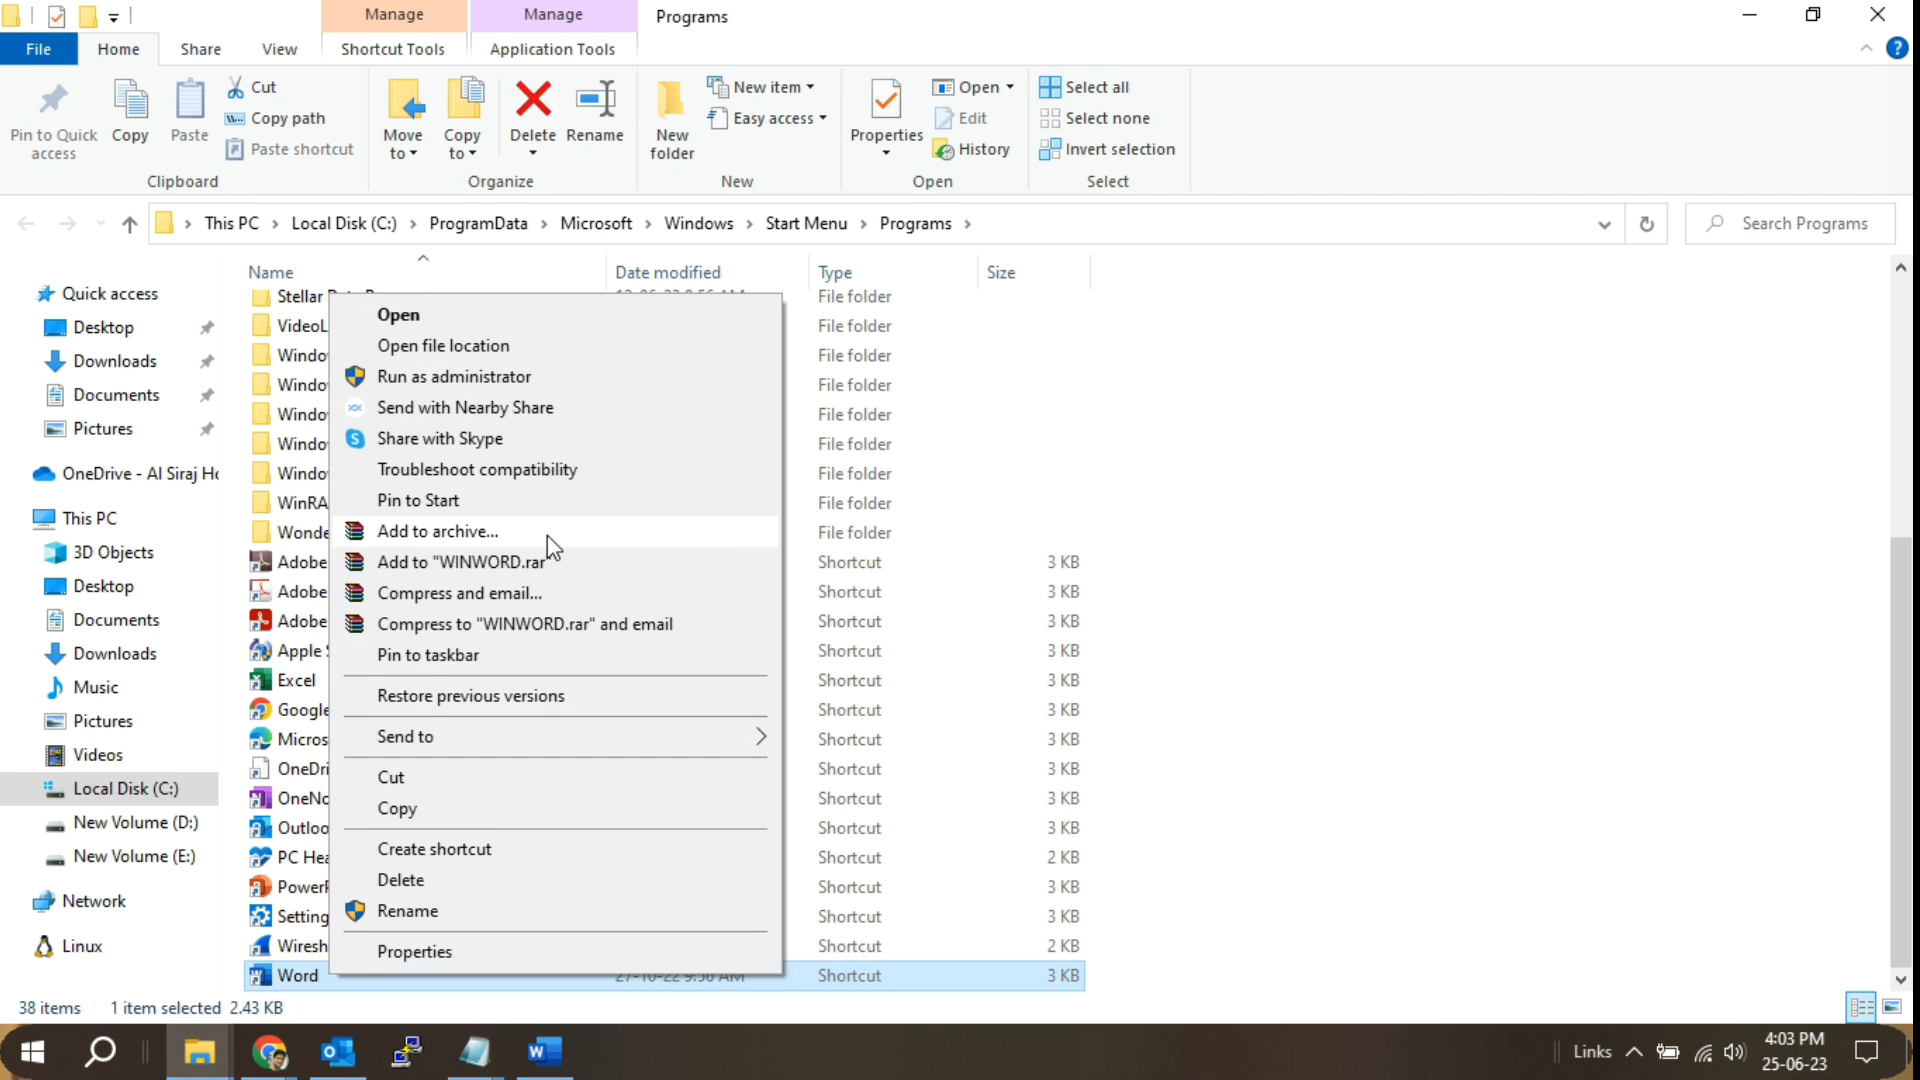 Manage Manage Programs
File Home Share View Shortcut Tools Application Tools
Pin to Quick access
Copy
Paste
Cut
Copy path
Paste shortcut
Clipboard
Move to
Copy to
Delete
Rename
Organize
New folder
New item
Easy access
New
Properties
Open
Edit
History
Open
Select all
Select none
Invert selection
Select
This PC Local Disk (C:) ProgramData Microsoft Windows Start Menu Programs
Search Programs
Name Date modified Type Size
Quick access
Desktop
Downloads
Documents
Pictures
OneDrive - Al Siraj
This PC
3D Objects
Desktop
Documents
Downloads
Music
Pictures
Videos
Local Disk (C:)
New Volume (D:)
New Volume (E:)
Network
Linux
Stellar File folder
VideoL File folder
Windo File folder
Windo File folder
Windo File folder
Windo File folder
Windo File folder
WinRA File folder
Wonde File folder
Adobe Shortcut 3 KB
Adobe Shortcut 3 KB
Adobe Shortcut 3 KB
Apple Shortcut 3 KB
Excel Shortcut 3 KB
Google Shortcut 3 KB
Micros Shortcut 3 KB
OneDri Shortcut 3 KB
OneNo Shortcut 3 KB
Outloo Shortcut 3 KB
PC Hea Shortcut 2 KB
PowerP Shortcut 3 KB
Setting Shortcut 3 KB
Wiresh Shortcut 2 KB
Word 27-10-22 9:56 AM Shortcut 3 KB
Open
Open file location
Run as administrator
Send with Nearby Share
Share with Skype
Troubleshoot compatibility
Pin to Start
Add to archive...
Add to "WINWORD.rar"
Compress and email...
Compress to "WINWORD.rar" and email
Pin to taskbar
Restore previous versions
Send to
Cut
Copy
Create shortcut
Delete
Rename
Properties
38 items 1 item selected 2.43 KB
Links
4:03 PM
25-06-23